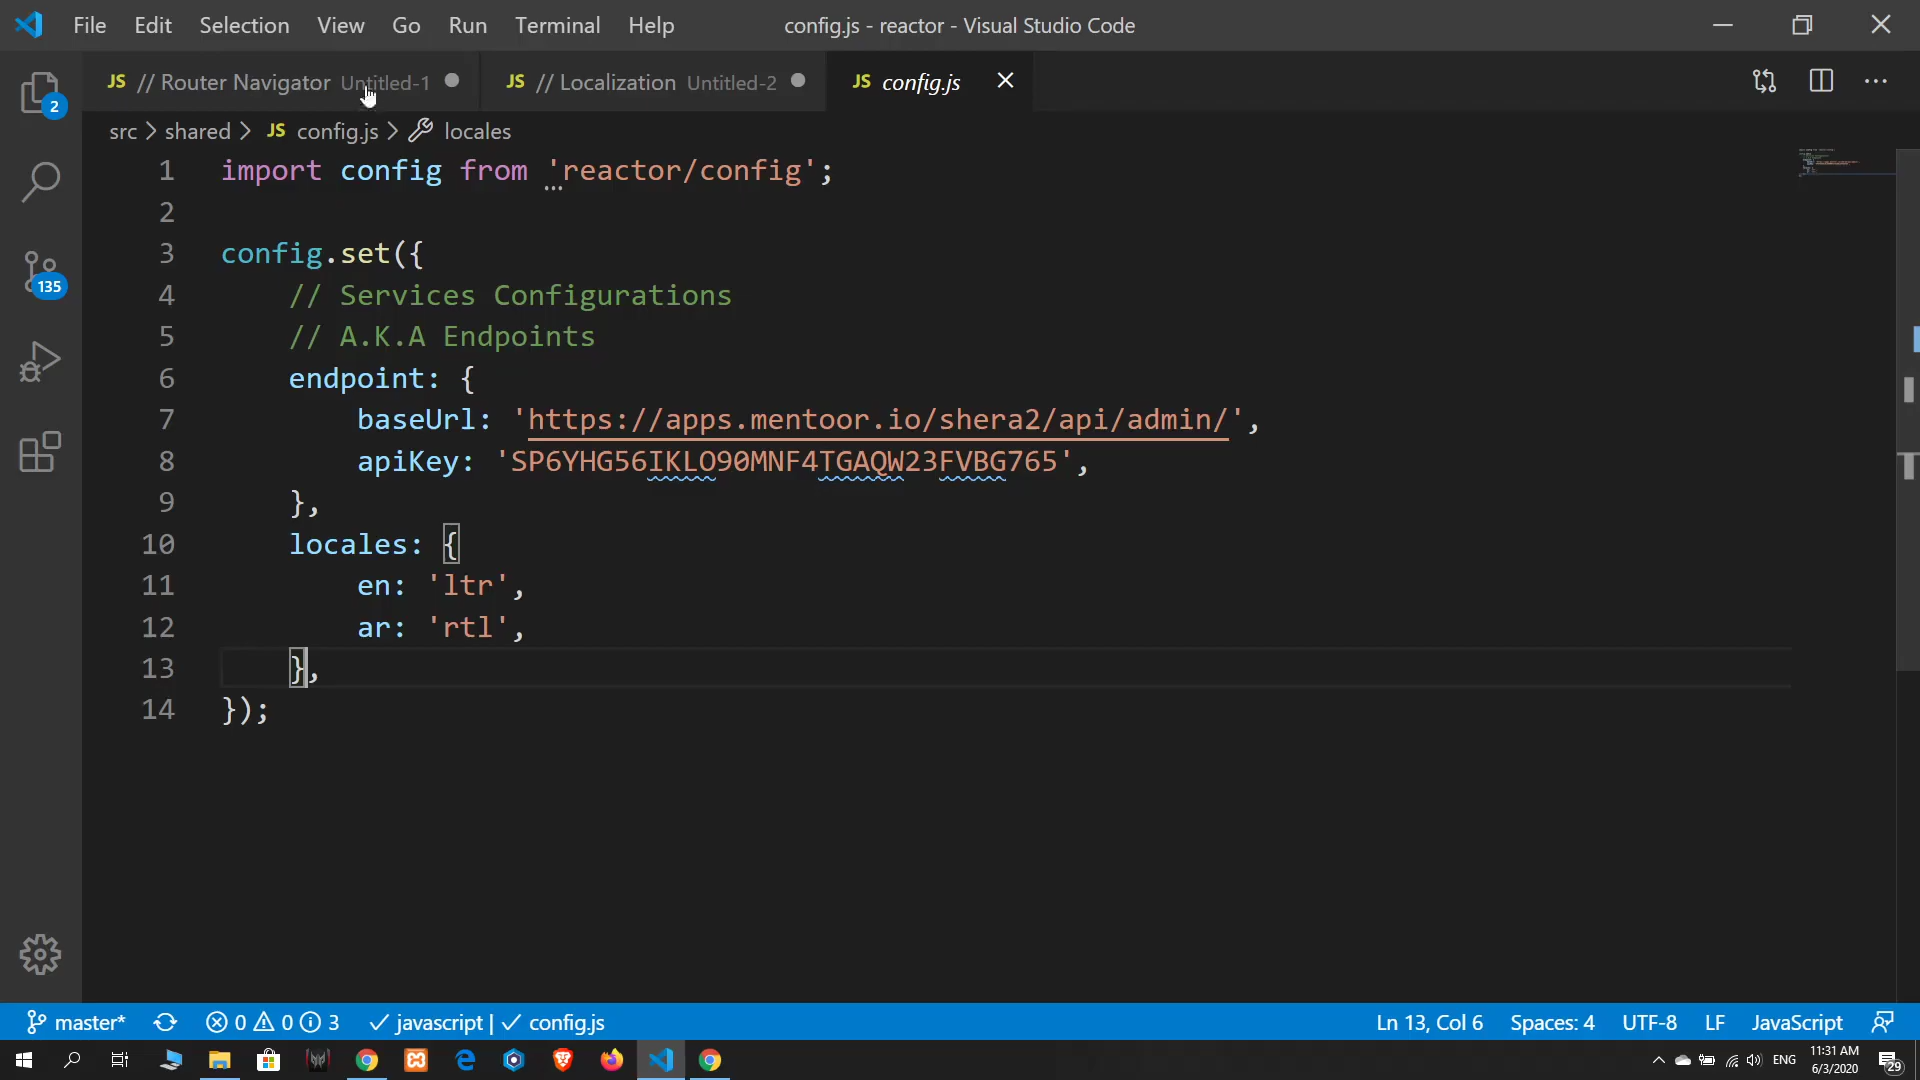 File Edit Selection View Go Run Terminal Help config.js - reactor - Visual Studio Code
JS // Router Navigator Untitled-1 JS // Localization Untitled-2 JS config.js
2
src > shared > JS config.js > locales
1 import config from 'reactor/config';
2
3 config.set({
4 // Services Configurations
135
5 // A.K.A Endpoints
6 endpoint: {
7 baseUrl: 'https://apps.mentoor.io/shera2/api/admin/',
8 apiKey: 'SP6YHG56IKLO90MNF4TGAQW23FVBG765',
9 },
10 locales: {
11 en: 'ltr',
12 ar: 'rtl',
13 },
14 });
master* 0 0 3 javascript | config.js Ln 13, Col 6 Spaces: 4 UTF-8 LF JavaScript
ENG 11:31 AM
6/3/2020 29